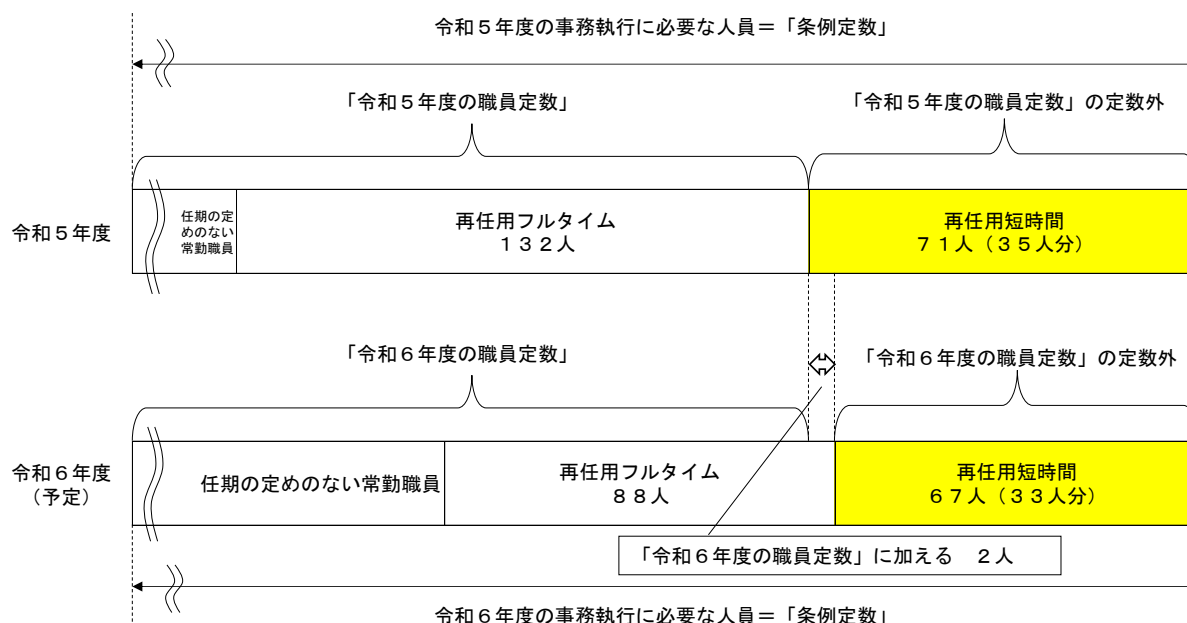 令和５年度の事務執行に必要な人員＝「条例定数」
「令和５年度の職員定数」
「令和５年度の職員定数」の定数外
令和５年度
任期の定
めのない
常勤職員
再任用フルタイム
１３２人
再任用短時間
７１人（３５人分）
「令和６年度の職員定数」
「令和６年度の職員定数」の定数外
令和６年度
（予定）
任期の定めのない常勤職員
再任用フルタイム
８８人
再任用短時間
６７人（３３人分）
「令和６年度の職員定数」に加える　２人
令和６年度の事務執行に必要な人員＝「条例定数」